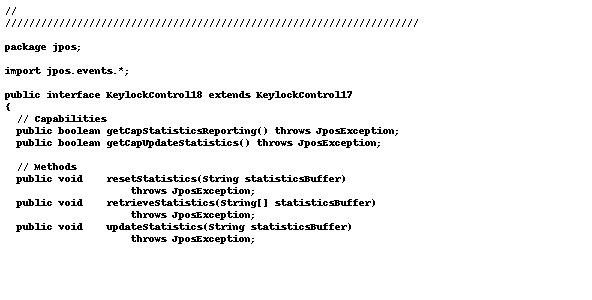 //
/////////////////////////////////////////////////////////////////////
package jpos;
import jpos.events.*;
public interface KeylockControl18 extends KeylockControl17
{
  // Capabilities
  public boolean getCapStatisticsReporting() throws JposException;
  public boolean getCapUpdateStatistics() throws JposException;
  // Methods
  public void    resetStatistics(String statisticsBuffer)
                     throws JposException;
  public void    retrieveStatistics(String[] statisticsBuffer)
                     throws JposException;
  public void    updateStatistics(String statisticsBuffer)
                     throws JposException;